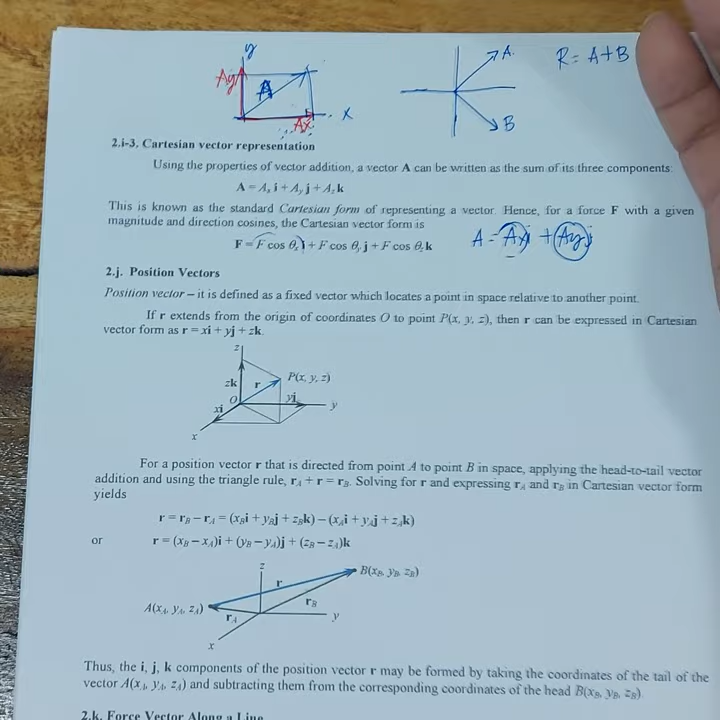 y
Ay
A
x
Ax
A
B
R = A+B
2.i-3. Cartesian vector representation
Using the properties of vector addition, a vector A can be written as the sum of its three components:
A = Aₓ i + Aᵧ j + A_z k
This is known as the standard Cartesian form of representing a vector. Hence, for a force F with a given
magnitude and direction cosines, the Cartesian vector form is
F = F cos θₓ i + F cos θᵧ j + F cos θ_z k
A = Axi + Ayj
2.j. Position Vectors
Position vector – it is defined as a fixed vector which locates a point in space relative to another point.
If r extends from the origin of coordinates O to point P(x, y, z), then r can be expressed in Cartesian
vector form as r = xi + yj + zk.
z
zk
r
P(x, y, z)
O
xi
yj
y
x
For a position vector r that is directed from point A to point B in space, applying the head-to-tail vector
addition and using the triangle rule, r_A + r = r_B. Solving for r and expressing r_A and r_B in Cartesian vector form
yields
r = r_B – r_A = (x_B i + y_B j + z_B k) – (x_A i + y_A j + z_A k)
or r = (x_B – x_A)i + (y_B – y_A)j + (z_B – z_A)k
z
B(x_B, y_B, z_B)
r
A(x_A, y_A, z_A)
r_B
r_A
y
x
Thus, the i, j, k components of the position vector r may be formed by taking the coordinates of the tail of the
vector A(x_A, y_A, z_A) and subtracting them from the corresponding coordinates of the head B(x_B, y_B, z_B).
2.k. Force Vector Along a Line